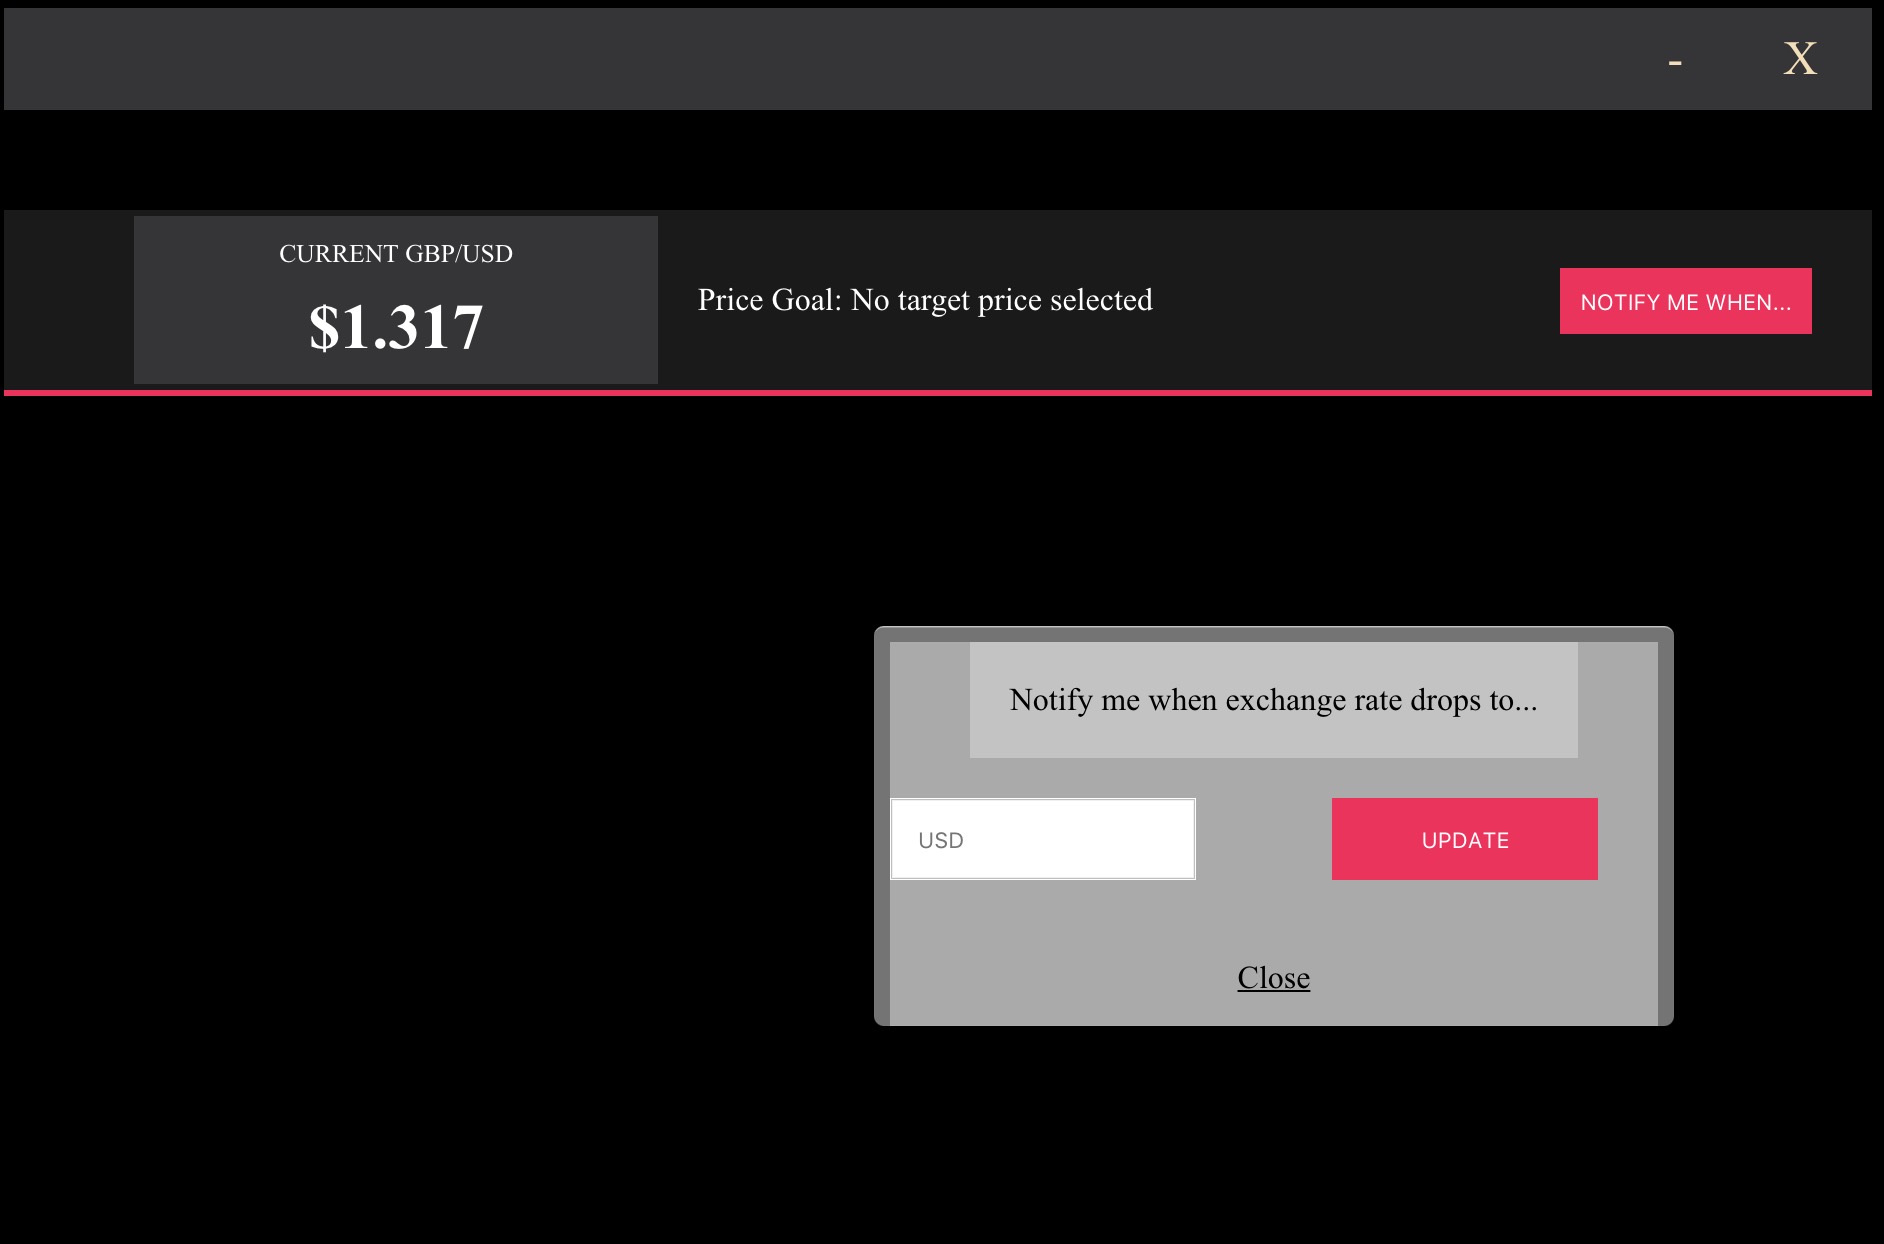 - X
CURRENT GBP/USD
$1.317
Price Goal: No target price selected
NOTIFY ME WHEN...
Notify me when exchange rate drops to...
USD
UPDATE
Close